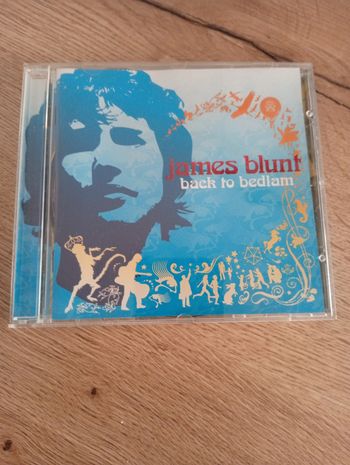 james blunt
back to bedlam